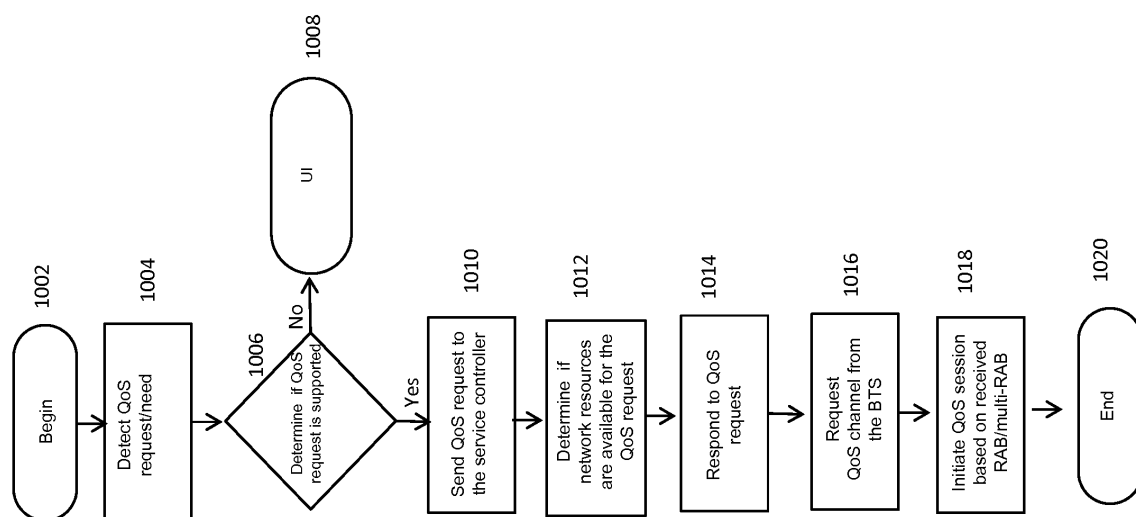 1002
Begin
1004
Detect QoS
request/need
1006
Determine if QoS
request is supported
No
1008
UI
Yes
1010
Send QoS request to
the service controller
1012
Determine if
network resources
are available for the
QoS request
1014
Respond to QoS
request
1016
Request
QoS channel from
the BTS
1018
Initiate QoS session
based on received
RAB/multi-RAB
1020
End